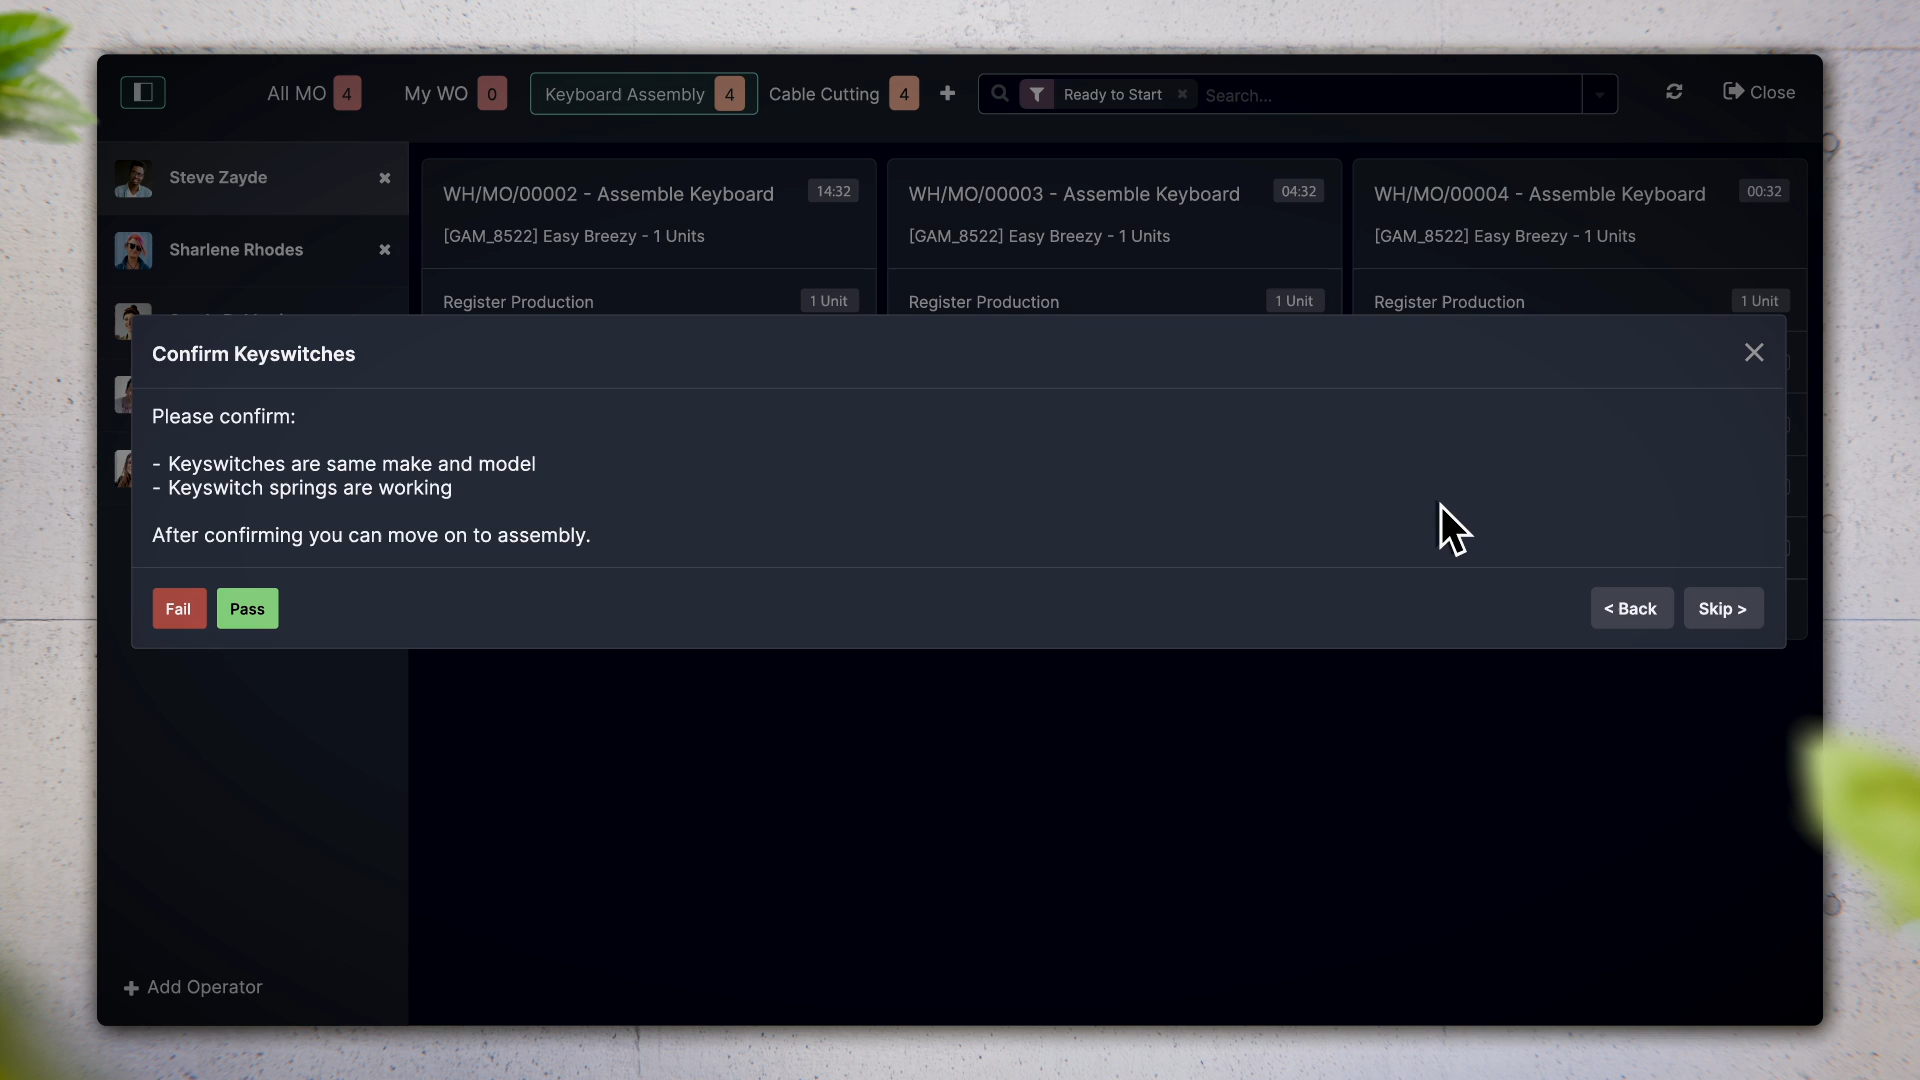 All MO 4
My WO 0
Keyboard Assembly 4
Cable Cutting 4
Ready to Start
Search...
Close
Steve Zayde
Sharlene Rhodes
WH/MO/00002 - Assemble Keyboard 14:32
[GAM_8522] Easy Breezy - 1 Units
Register Production 1 Unit
WH/MO/00003 - Assemble Keyboard 04:32
[GAM_8522] Easy Breezy - 1 Units
Register Production 1 Unit
WH/MO/00004 - Assemble Keyboard 00:32
[GAM_8522] Easy Breezy - 1 Units
Register Production 1 Unit
Confirm Keyswitches
Please confirm:
- Keyswitches are same make and model
- Keyswitch springs are working
After confirming you can move on to assembly.
Fail
Pass
< Back
Skip >
Add Operator